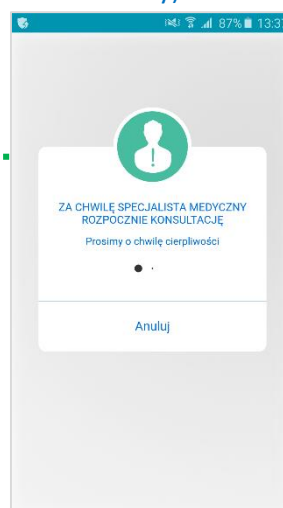 87% 13:37
ZA CHWILĘ SPECJALISTA MEDYCZNY
ROZPOCZNIE KONSULTACJĘ
Prosimy o chwilę cierpliwości
Anuluj